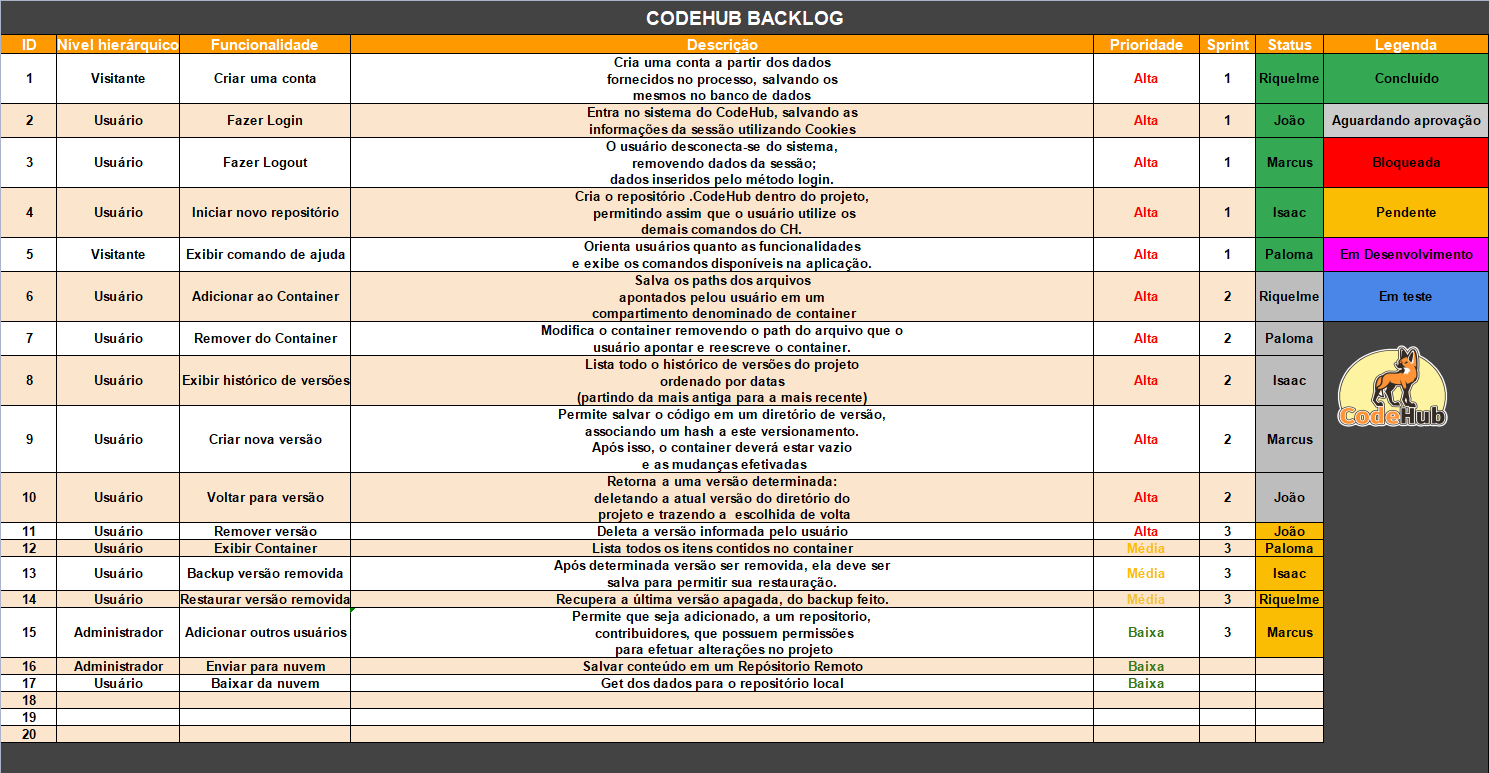 CODEHUB BACKLOG
ID Nível hierárquico Funcionalidade Descrição Prioridade Sprint Status Legenda
1 Visitante Criar uma conta Cria uma conta a partir dos dados
fornecidos no processo, salvando os
mesmos no banco de dados Alta 1 Riquelme Concluído
2 Usuário Fazer Login Entra no sistema do CodeHub, salvando as
informações da sessão utilizando Cookies Alta 1 João Aguardando aprovação
3 Usuário Fazer Logout O usuário desconecta-se do sistema,
removendo dados da sessão;
dados inseridos pelo método login. Alta 1 Marcus Bloqueada
4 Usuário Iniciar novo repositório Cria o repositório .CodeHub dentro do projeto,
permitindo assim que o usuário utilize os
demais comandos do CH. Alta 1 Isaac Pendente
5 Visitante Exibir comando de ajuda Orienta usuários quanto as funcionalidades
e exibe os comandos disponíveis na aplicação. Alta 1 Paloma Em Desenvolvimento
6 Usuário Adicionar ao Container Salva os paths dos arquivos
apontados pelou usuário em um
compartimento denominado de container Alta 2 Riquelme Em teste
7 Usuário Remover do Container Modifica o container removendo o path do arquivo que o
usuário apontar e reescreve o container. Alta 2 Paloma
8 Usuário Exibir histórico de versões Lista todo o histórico de versões do projeto
ordenado por datas
(partindo da mais antiga para a mais recente) Alta 2 Isaac
CodeHub
9 Usuário Criar nova versão Permite salvar o código em um diretório de versão,
associando um hash a este versionamento.
Após isso, o container deverá estar vazio
e as mudanças efetivadas Alta 2 Marcus
10 Usuário Voltar para versão Retorna a uma versão determinada:
deletando a atual versão do diretório do
projeto e trazendo a escolhida de volta Alta 2 João
11 Usuário Remover versão Deleta a versão informada pelo usuário Alta 3 João
12 Usuário Exibir Container Lista todos os itens contidos no container Média 3 Paloma
13 Usuário Backup versão removida Após determinada versão ser removida, ela deve ser
salva para permitir sua restauração. Média 3 Isaac
14 Usuário Restaurar versão removida Recupera a última versão apagada, do backup feito. Média 3 Riquelme
15 Administrador Adicionar outros usuários Permite que seja adicionado, a um repositorio,
contribuidores, que possuem permissões
para efetuar alterações no projeto Baixa 3 Marcus
16 Administrador Enviar para nuvem Salvar conteúdo em um Repósitorio Remoto Baixa
17 Usuário Baixar da nuvem Get dos dados para o repositório local Baixa
18
19
20